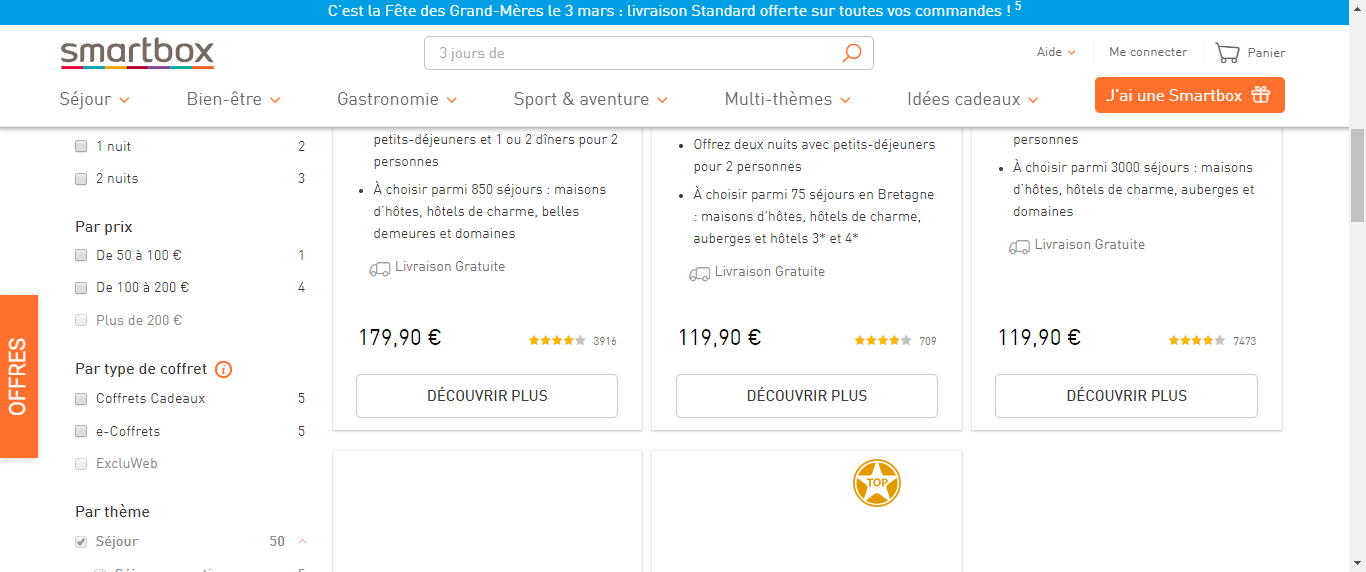 C'est la Fête des Grand-Mères le 3 mars : livraison Standard offerte sur toutes vos commandes ! 5
smartbox
3 jours de
Aide
Me connecter
Panier
Séjour
Bien-être
Gastronomie
Sport & aventure
Multi-thèmes
Idées cadeaux
J'ai une Smartbox
OFFRES
1 nuit 2
2 nuits 3
Par prix
De 50 à 100 € 1
De 100 à 200 € 4
Plus de 200 €
Par type de coffret i
Coffrets Cadeaux 5
e-Coffrets 5
ExcluWeb
Par thème
Séjour 50
petits-déjeuners et 1 ou 2 dîners pour 2
personnes
• À choisir parmi 850 séjours : maisons
d'hôtes, hôtels de charme, belles
demeures et domaines
Livraison Gratuite
179,90 €
3916
DÉCOUVRIR PLUS
• Offrez deux nuits avec petits-déjeuners
pour 2 personnes
• À choisir parmi 75 séjours en Bretagne
: maisons d'hôtes, hôtels de charme,
auberges et hôtels 3* et 4*
Livraison Gratuite
119,90 €
709
DÉCOUVRIR PLUS
personnes
• À choisir parmi 3000 séjours : maisons
d'hôtes, hôtels de charme, auberges et
domaines
Livraison Gratuite
119,90 €
7473
DÉCOUVRIR PLUS
TOP